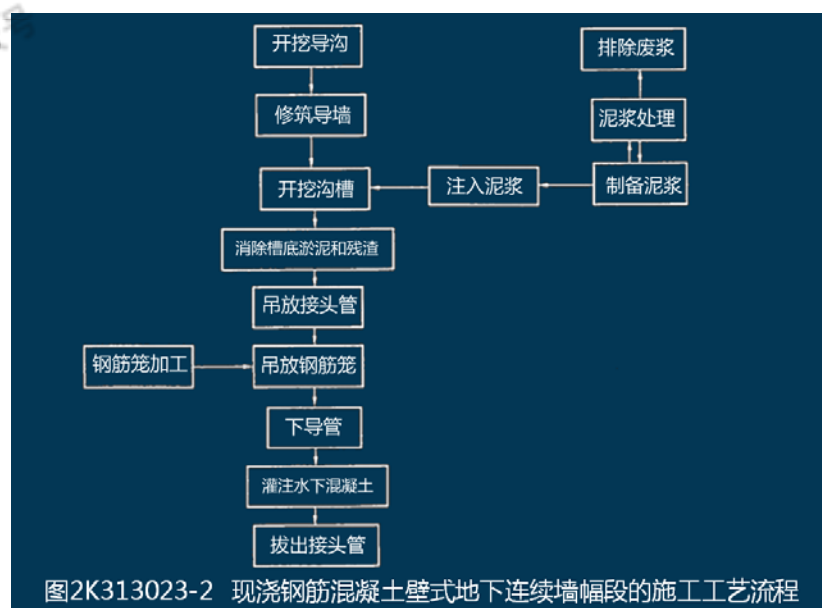 开挖导沟
排除废浆
修筑导墙
泥浆处理
开挖沟槽
注入泥浆
制备泥浆
消除槽底淤泥和残渣
吊放接头管
钢筋笼加工
吊放钢筋笼
下导管
灌注水下混凝土
拔出接头管
图2K313023-2 现浇钢筋混凝土壁式地下连续墙幅段的施工工艺流程